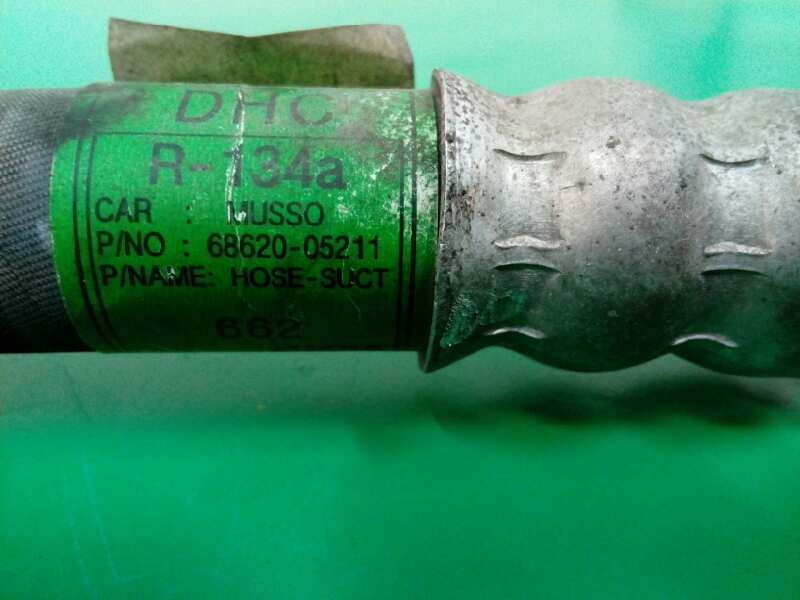 DHC
R-134a
CAR : MUSSO
P/NO : 68620-05211
P/NAME: HOSE-SUCT
662